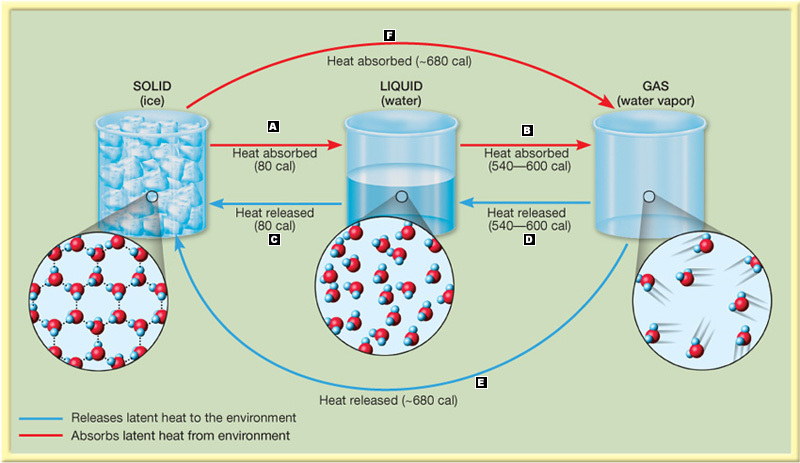 F
Heat absorbed (~680 cal)
SOLID
(ice)
LIQUID
(water)
GAS
(water vapor)
A
Heat absorbed
(80 cal)
B
Heat absorbed
(540—600 cal)
Heat released
(80 cal)
C
Heat released
(540—600 cal)
D
E
Heat released (~680 cal)
Releases latent heat to the environment
Absorbs latent heat from environment